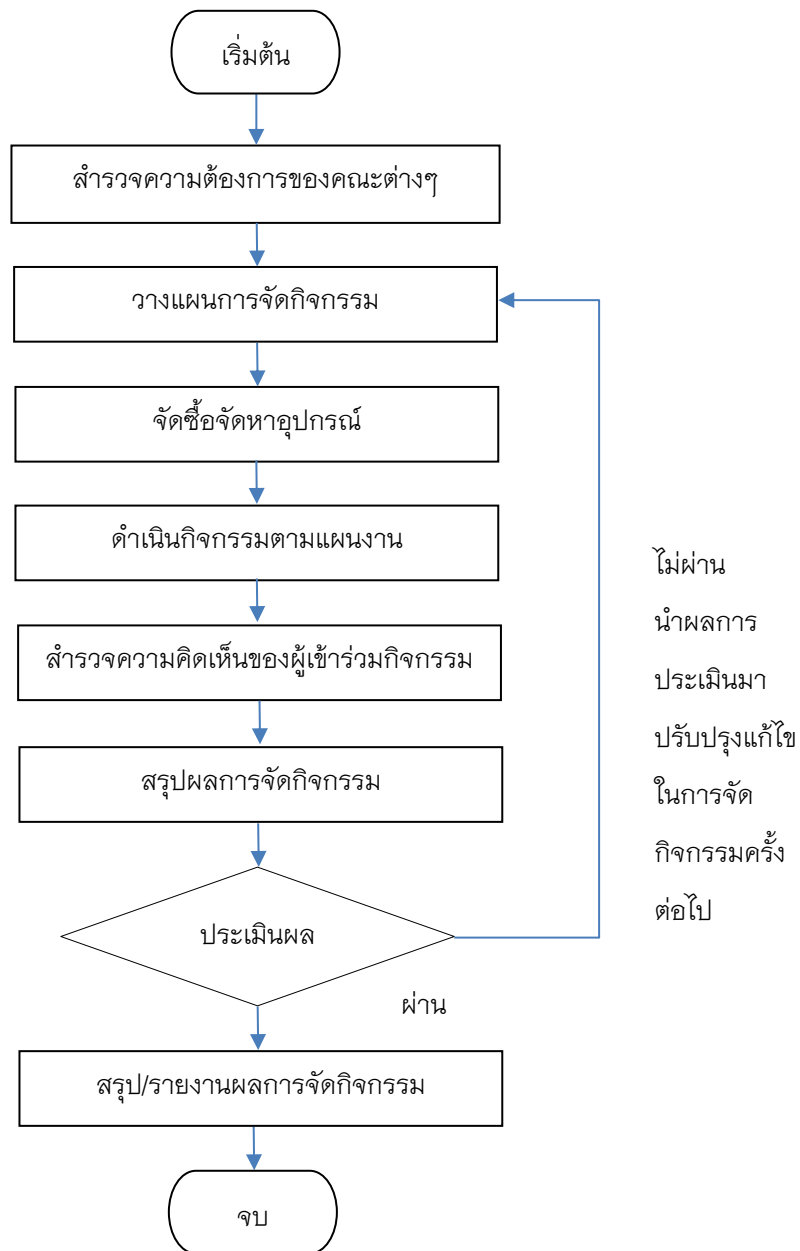 เริ่มต้น
สำรวจความต้องการของคณะต่างๆ
วางแผนการจัดกิจกรรม
จัดซื้อจัดหาอุปกรณ์
ดำเนินกิจกรรมตามแผนงาน
สำรวจความคิดเห็นของผู้เข้าร่วมกิจกรรม
สรุปผลการจัดกิจกรรม
ประเมินผล
ไม่ผ่าน
นำผลการ
ประเมินมา
ปรับปรุงแก้ไข
ในการจัด
กิจกรรมครั้ง
ต่อไป
ผ่าน
สรุป/รายงานผลการจัดกิจกรรม
จบ